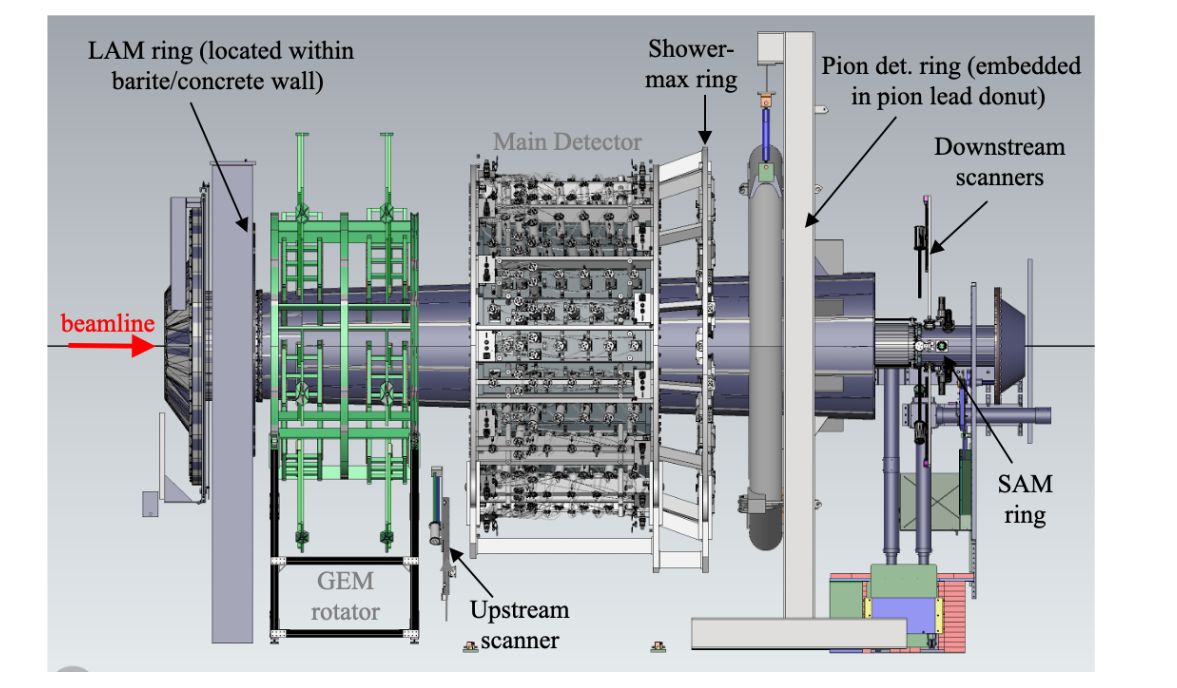 LAM ring (located within
barite/concrete wall)
Shower-
max ring
Pion det. ring (embedded
in pion lead donut)
Main Detector
Downstream
scanners
beamline
SAM
ring
GEM
rotator
Upstream
scanner